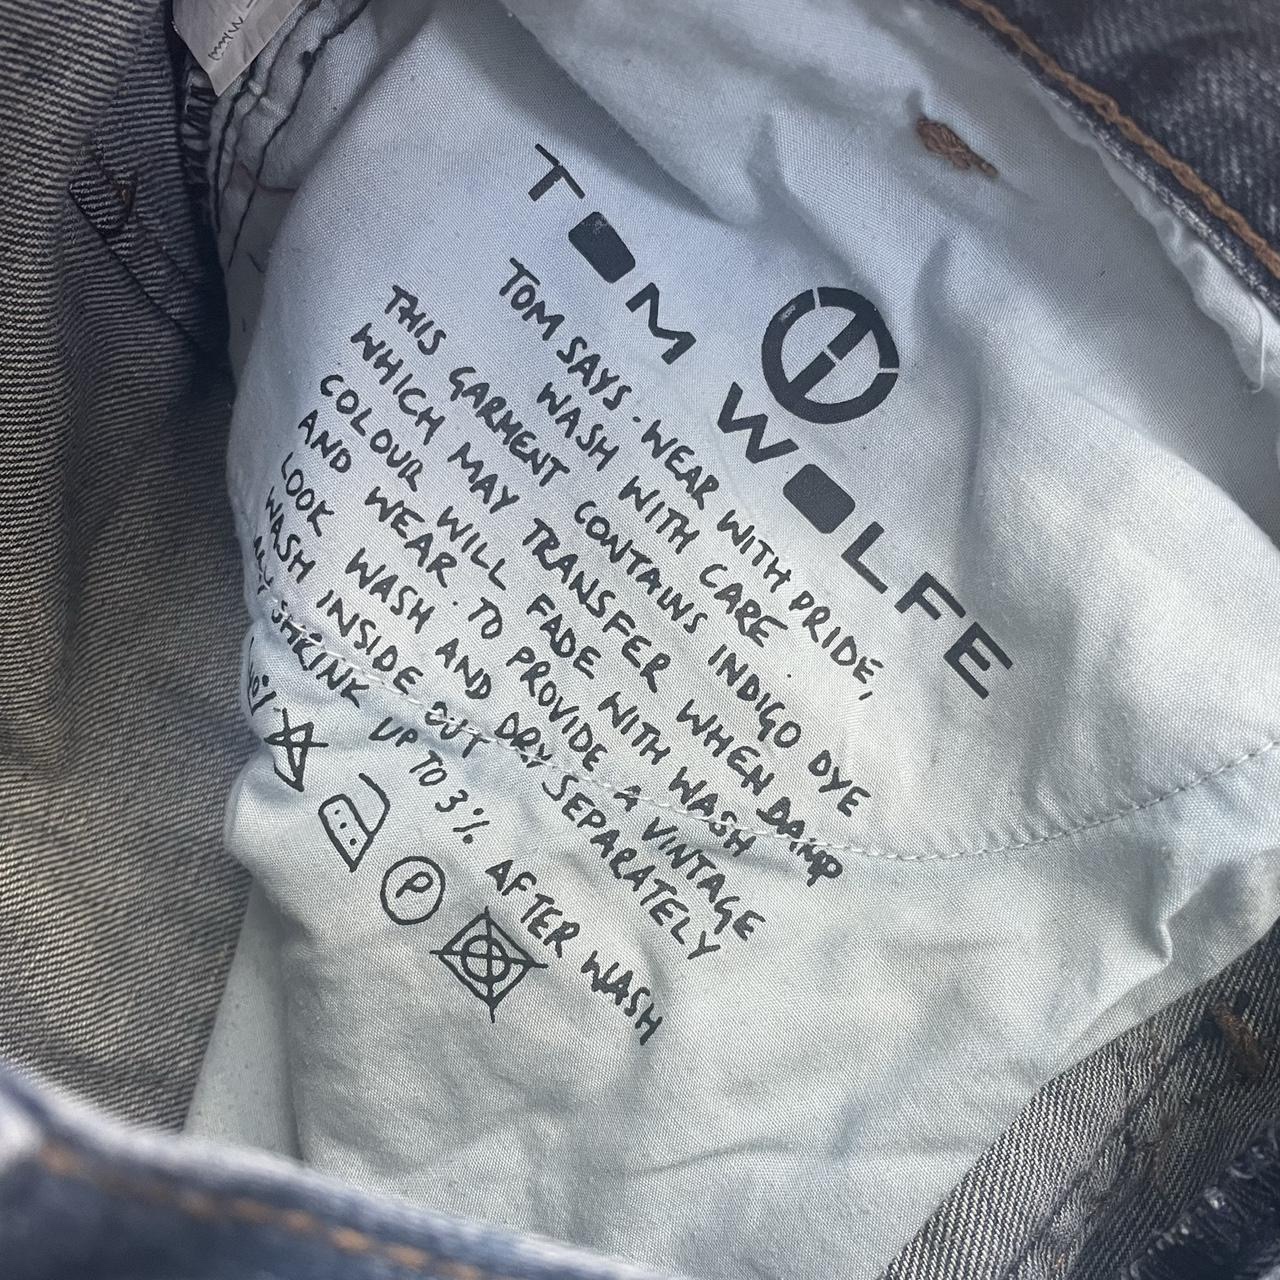 TOM WOLFE
TOM SAYS · WEAR WITH PRIDE,
WASH WITH CARE.
THIS GARMENT CONTAINS INDIGO DYE
WHICH MAY TRANSFER WHEN DAMP
COLOUR WILL FADE WITH WASH
AND WEAR · TO PROVIDE A VINTAGE
LOOK WASH AND DRY SEPARATELY
WASH INSIDE OUT
SHRINK UP TO 3% AFTER WASH
P